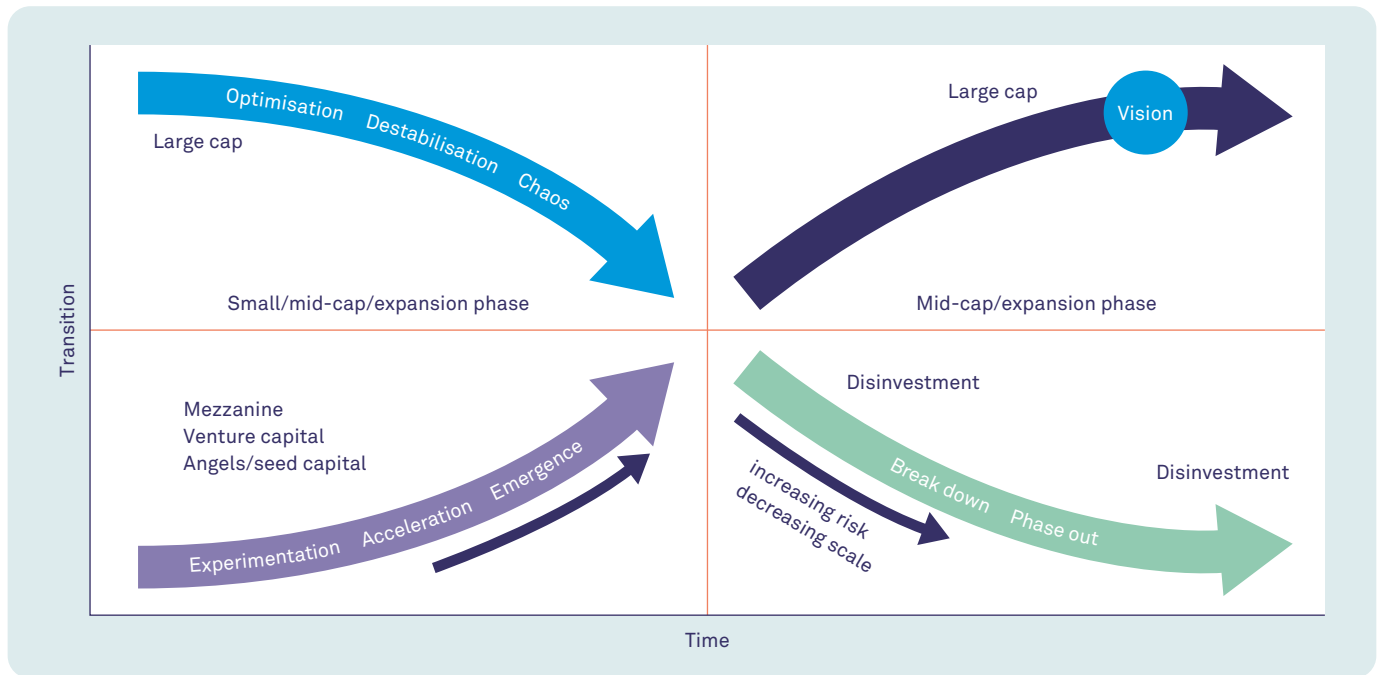 Optimisation Destabilisation Chaos
Large cap
Small/mid-cap/expansion phase
Large cap
Vision
Mid-cap/expansion phase
Transition
Mezzanine
Venture capital
Angels/seed capital
Experimentation Acceleration Emergence
Disinvestment
Disinvestment
Break down Phase out
increasing risk
decreasing scale
Time